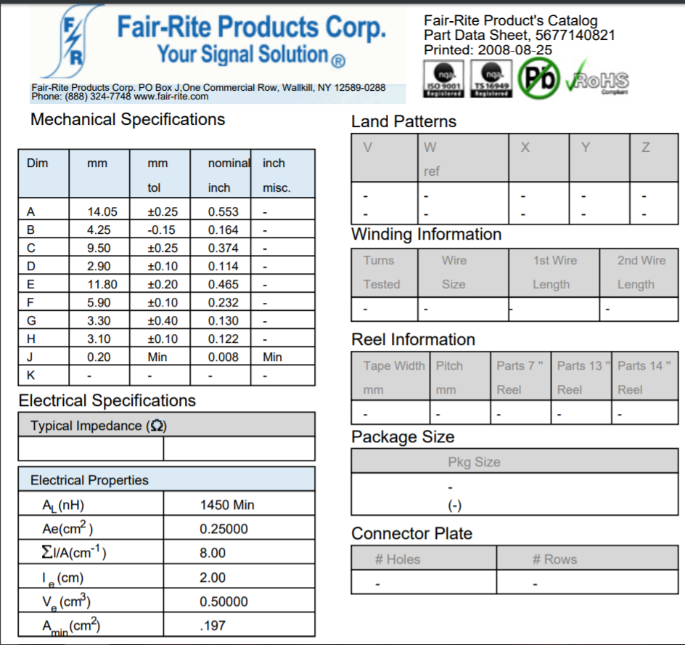 Fair-Rite Products Corp.
Your Signal Solution ®
Fair-Rite Products Corp. PO Box J,One Commercial Row, Wallkill, NY 12589-0288
Phone: (888) 324-7748 www.fair-rite.com
Fair-Rite Product's Catalog
Part Data Sheet, 5677140821
Printed: 2008-08-25
nqa. ISO 9001 Registered
nqa. TS 16949 Registered
Pb
RoHS Compliant
Mechanical Specifications
Dim mm mm tol nominal inch inch misc.
A 14.05 ±0.25 0.553 -
B 4.25 -0.15 0.164 -
C 9.50 ±0.25 0.374 -
D 2.90 ±0.10 0.114 -
E 11.80 ±0.20 0.465 -
F 5.90 ±0.10 0.232 -
G 3.30 ±0.40 0.130 -
H 3.10 ±0.10 0.122 -
J 0.20 Min 0.008 Min
K - - - -
Electrical Specifications
Typical Impedance (Ω)
Electrical Properties
A_L(nH) 1450 Min
Ae(cm²) 0.25000
Σl/A(cm⁻¹) 8.00
l_e(cm) 2.00
V_e(cm³) 0.50000
A_min(cm²) .197
Land Patterns
V W ref X Y Z
- - - - -
- - - - -
Winding Information
Turns Tested Wire Size 1st Wire Length 2nd Wire Length
- - - -
Reel Information
Tape Width mm Pitch mm Parts 7 " Reel Parts 13 " Reel Parts 14 " Reel
- - - - -
Package Size
Pkg Size
-
(-)
Connector Plate
# Holes # Rows
- -